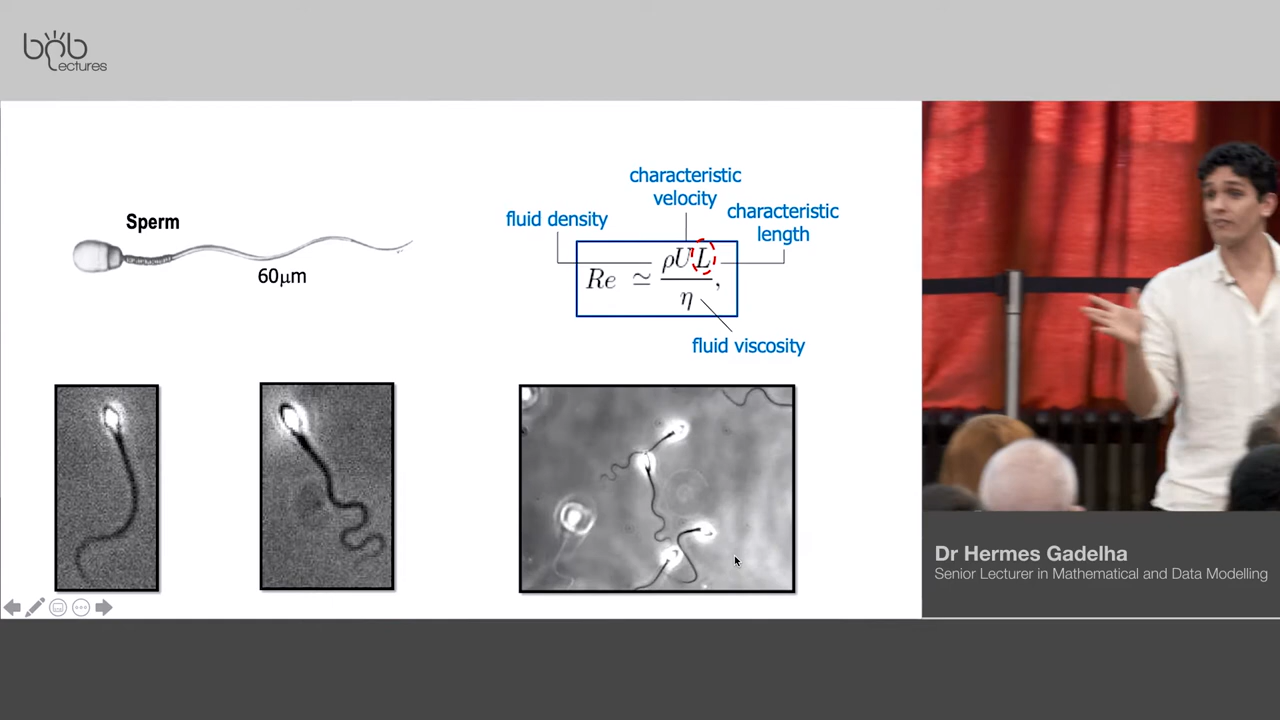 bnb
Lectures
characteristic
velocity
characteristic
length
fluid density
Sperm
60μm
Re ≃ ρUL / η ,
fluid viscosity
Dr Hermes Gadelha
Senior Lecturer in Mathematical and Data Modelling